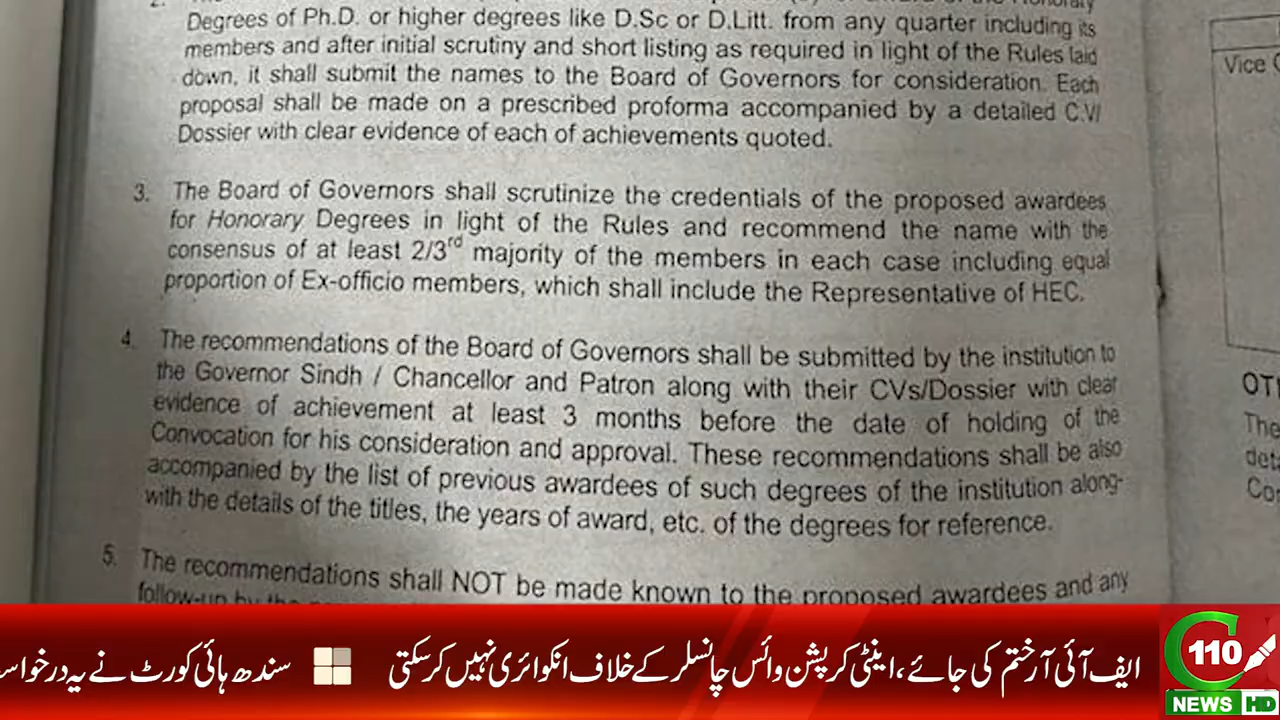 2.
Degrees of Ph.D. or higher degrees like D.Sc or D.Litt. from any quarter including its
members and after initial scrutiny and short listing as required in light of the Rules laid
down, it shall submit the names to the Board of Governors for consideration. Each
proposal shall be made on a prescribed proforma accompanied by a detailed C.V/
Dossier with clear evidence of each of achievements quoted.
3. The Board of Governors shall scrutinize the credentials of the proposed awardees
for Honorary Degrees in light of the Rules and recommend the name with the
consensus of at least 2/3rd majority of the members in each case including equal
proportion of Ex-officio members, which shall include the Representative of HEC.
4. The recommendations of the Board of Governors shall be submitted by the institution to
the Governor Sindh / Chancellor and Patron along with their CVs/Dossier with clear
evidence of achievement at least 3 months before the date of holding of the
Convocation for his consideration and approval. These recommendations shall be also
accompanied by the list of previous awardees of such degrees of the institution along-
with the details of the titles, the years of award, etc. of the degrees for reference.
5. The recommendations shall NOT be made known to the proposed awardees and any
follow-up by the
Vice
The
ایف آئی آر ختم کی جائے، اینٹی کرپشن وائس چانسلر کے خلاف انکوائری نہیں کر سکتی
سندھ ہائی کورٹ نے یہ درخواست
110
NEWS HD